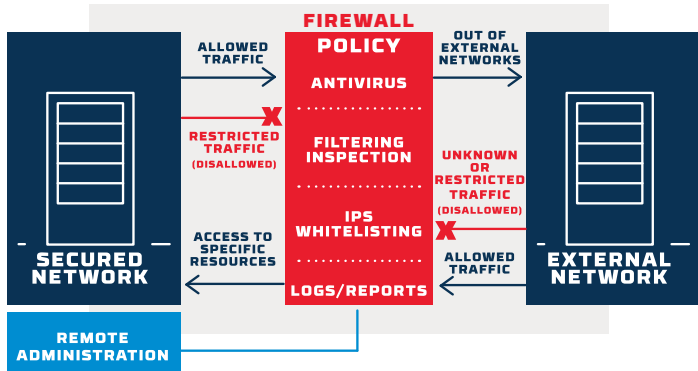 FIREWALL
POLICY
ANTIVIRUS
FILTERING
INSPECTION
IPS
WHITELISTING
LOGS/REPORTS
ALLOWED
TRAFFIC
RESTRICTED
TRAFFIC
(DISALLOWED)
ACCESS TO
SPECIFIC
RESOURCES
SECURED
NETWORK
OUT OF
EXTERNAL
NETWORKS
UNKNOWN
OR
RESTRICTED
TRAFFIC
(DISALLOWED)
ALLOWED
TRAFFIC
EXTERNAL
NETWORK
REMOTE
ADMINISTRATION